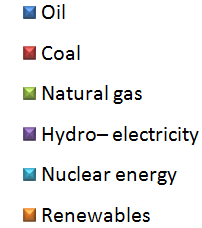 Oil
Coal
Natural gas
Hydro– electricity
Nuclear energy
Renewables